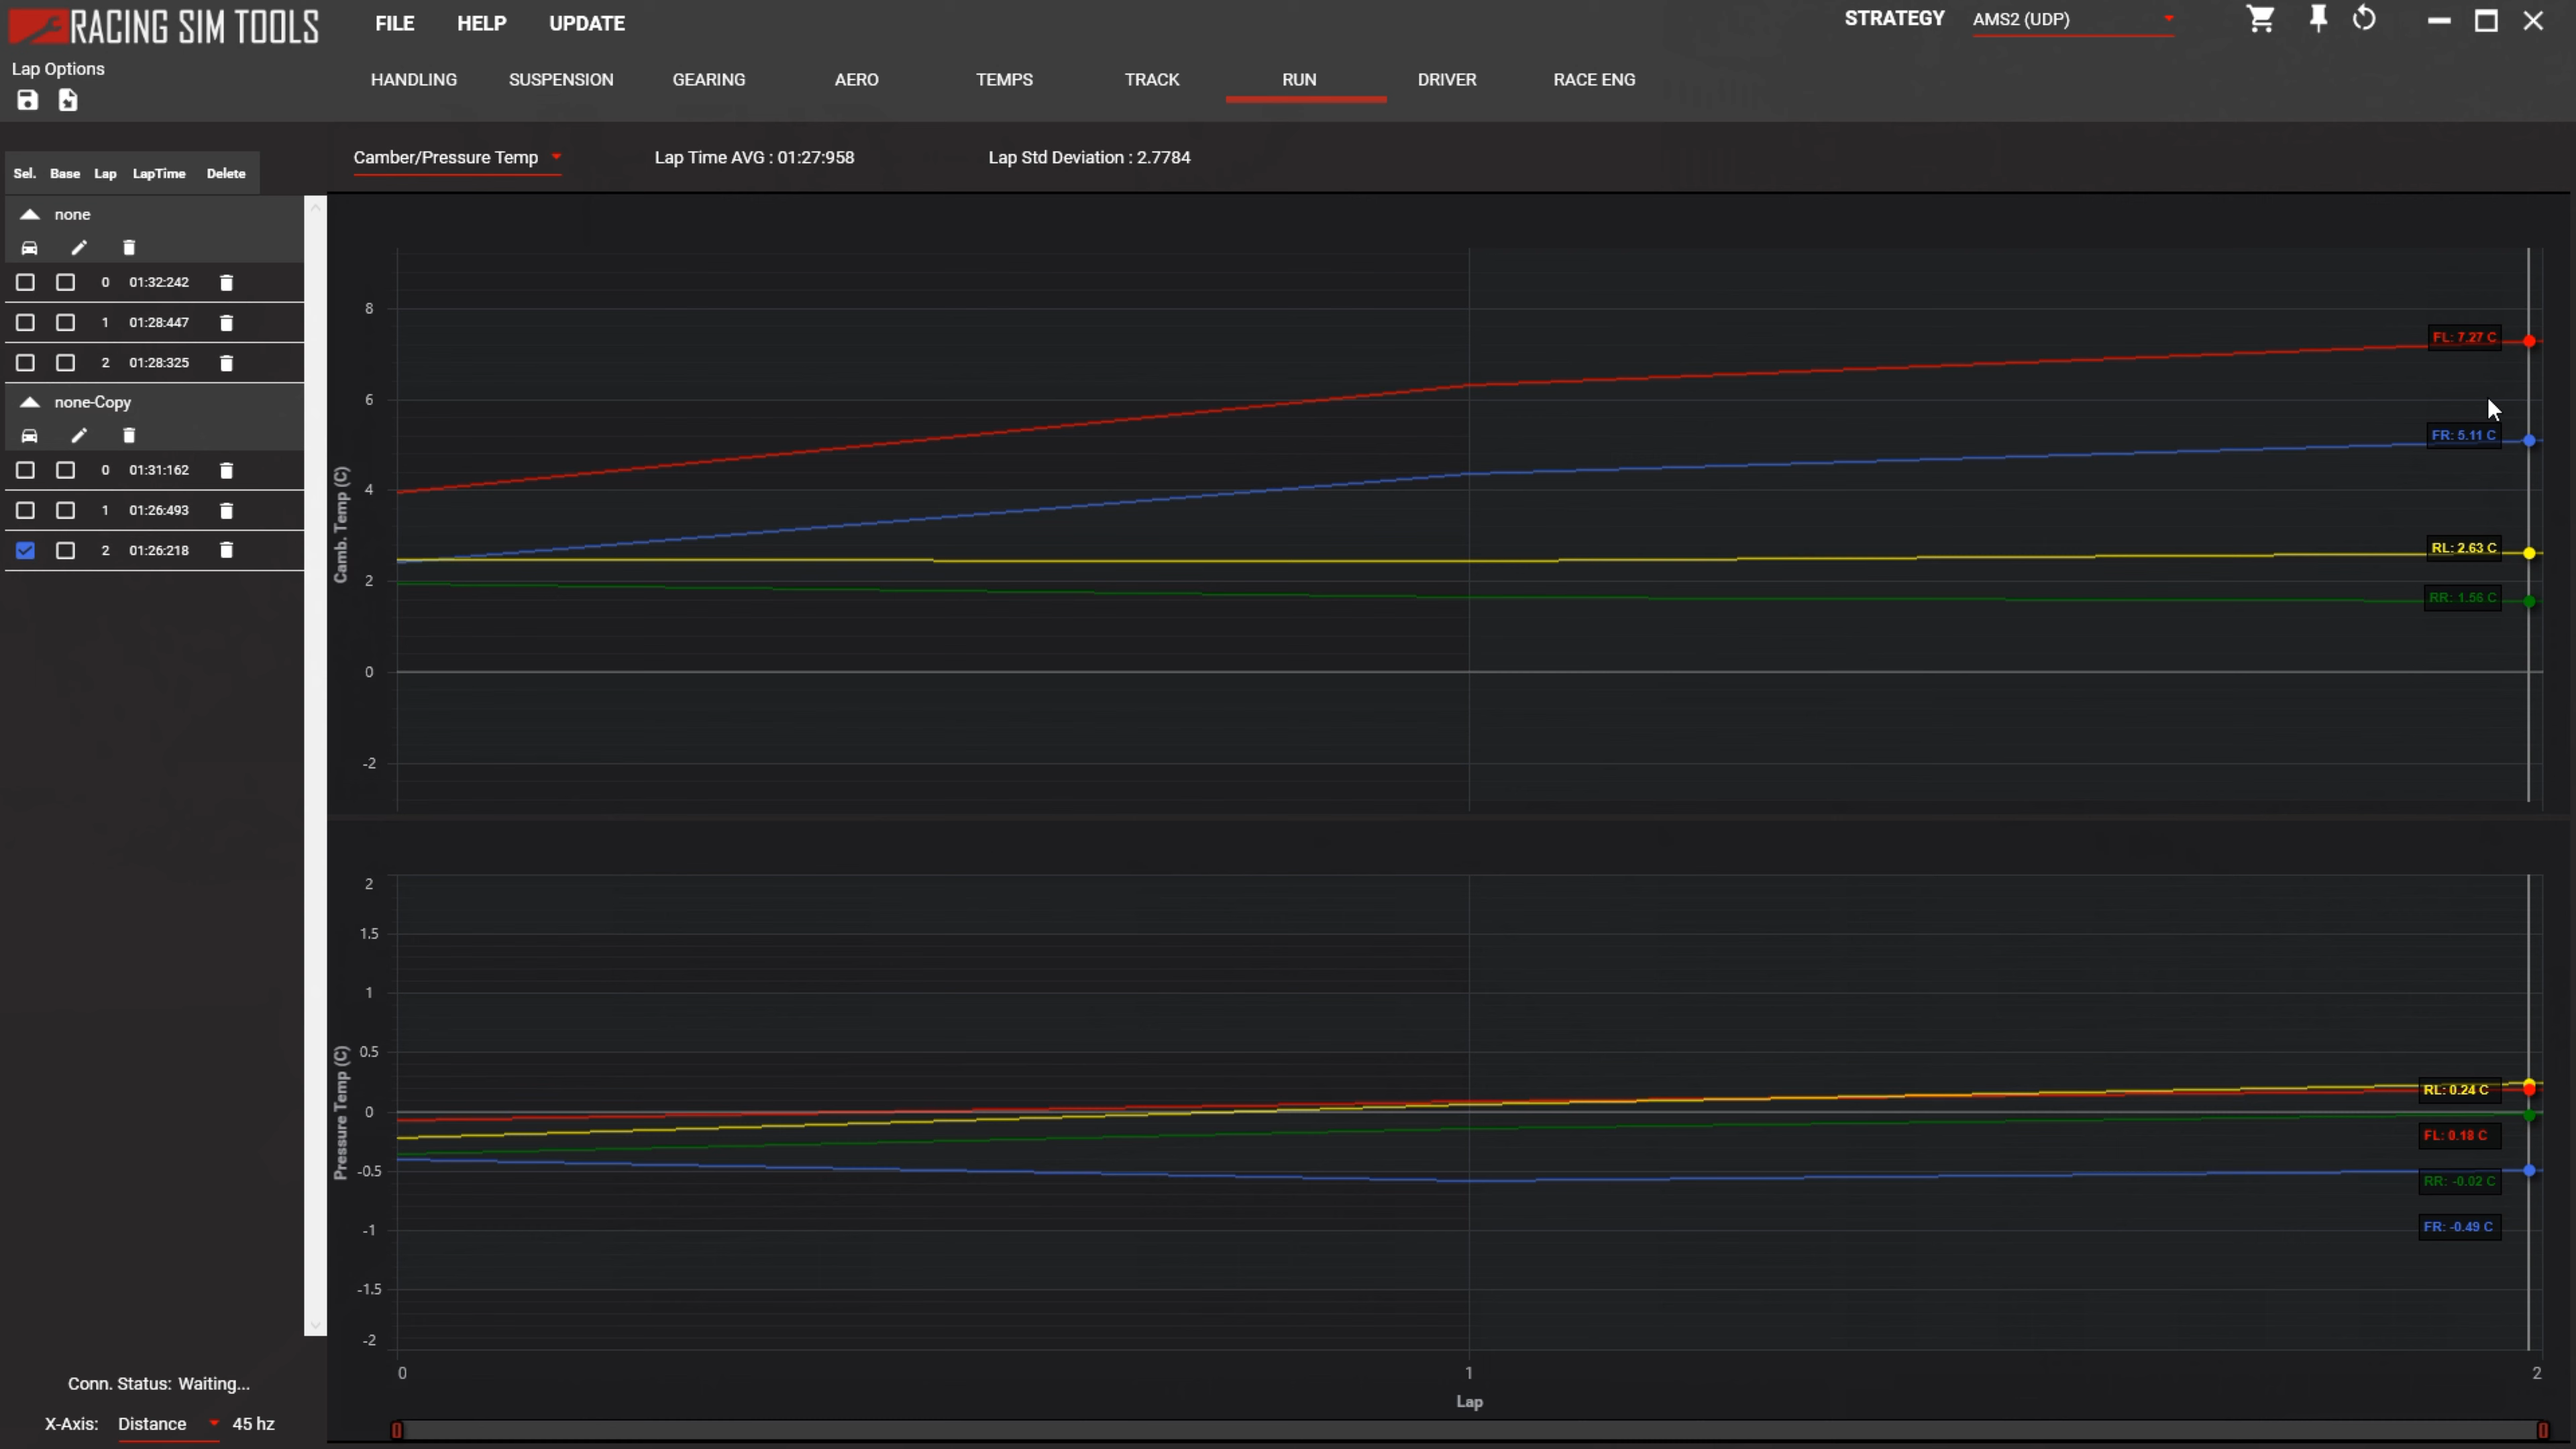 RACING SIM TOOLS
FILE HELP UPDATE
STRATEGY AMS2 (UDP)
Lap Options
HANDLING SUSPENSION GEARING AERO TEMPS TRACK RUN DRIVER RACE ENG
Camber/Pressure Temp Lap Time AVG : 01:27:958 Lap Std Deviation : 2.7784
Sel. Base Lap LapTime Delete
none
0 01:32:242
1 01:28:447
2 01:28:325
none-Copy
0 01:31:162
1 01:26:493
2 01:26:218
Conn. Status: Waiting...
X-Axis: Distance 45 hz
Camb. Temp (C)
8
6
4
2
0
-2
FL: 7.27 C
FR: 5.11 C
RL: 2.63 C
RR: 1.56 C
Pressure Temp (C)
2
1.5
1
0.5
0
-0.5
-1
-1.5
-2
RL: 0.24 C
FL: 0.18 C
RR: -0.02 C
FR: -0.49 C
0 1 2
Lap